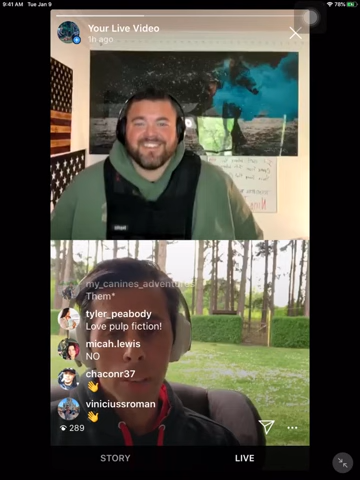 9:41 AM Tue Jan 9
78%
Your Live Video
1h ago
my_canines_adventures
Them*
tyler_peabody
Love pulp fiction!
micah.lewis
NO
chaconr37
👋
viniciussroman
👋
289
STORY
LIVE